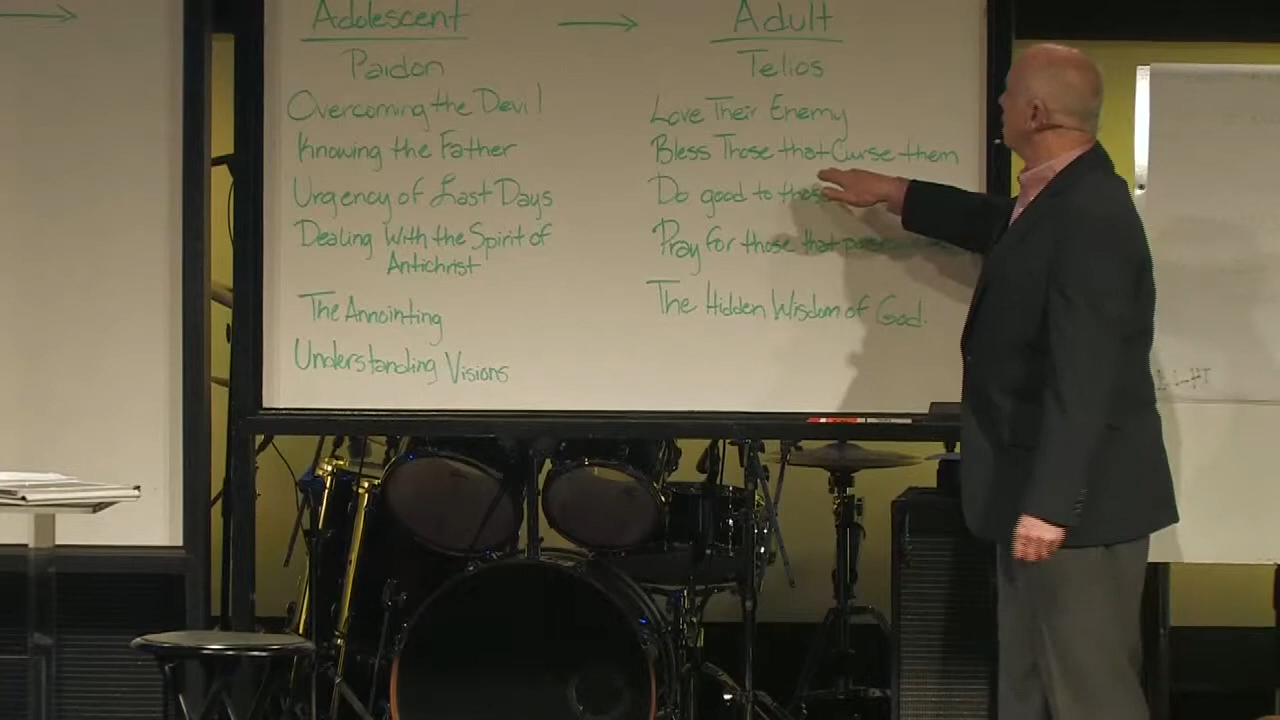 Adolescent
Paidon
Overcoming the Devil
Knowing the Father
Urgency of Last Days
Dealing With the Spirit of
Antichrist
The Annointing
Understanding Visions
Adult
Telios
Love Their Enemy
Bless Those that Curse them
Do good to those
Pray for those that
The Hidden Wisdom of God.